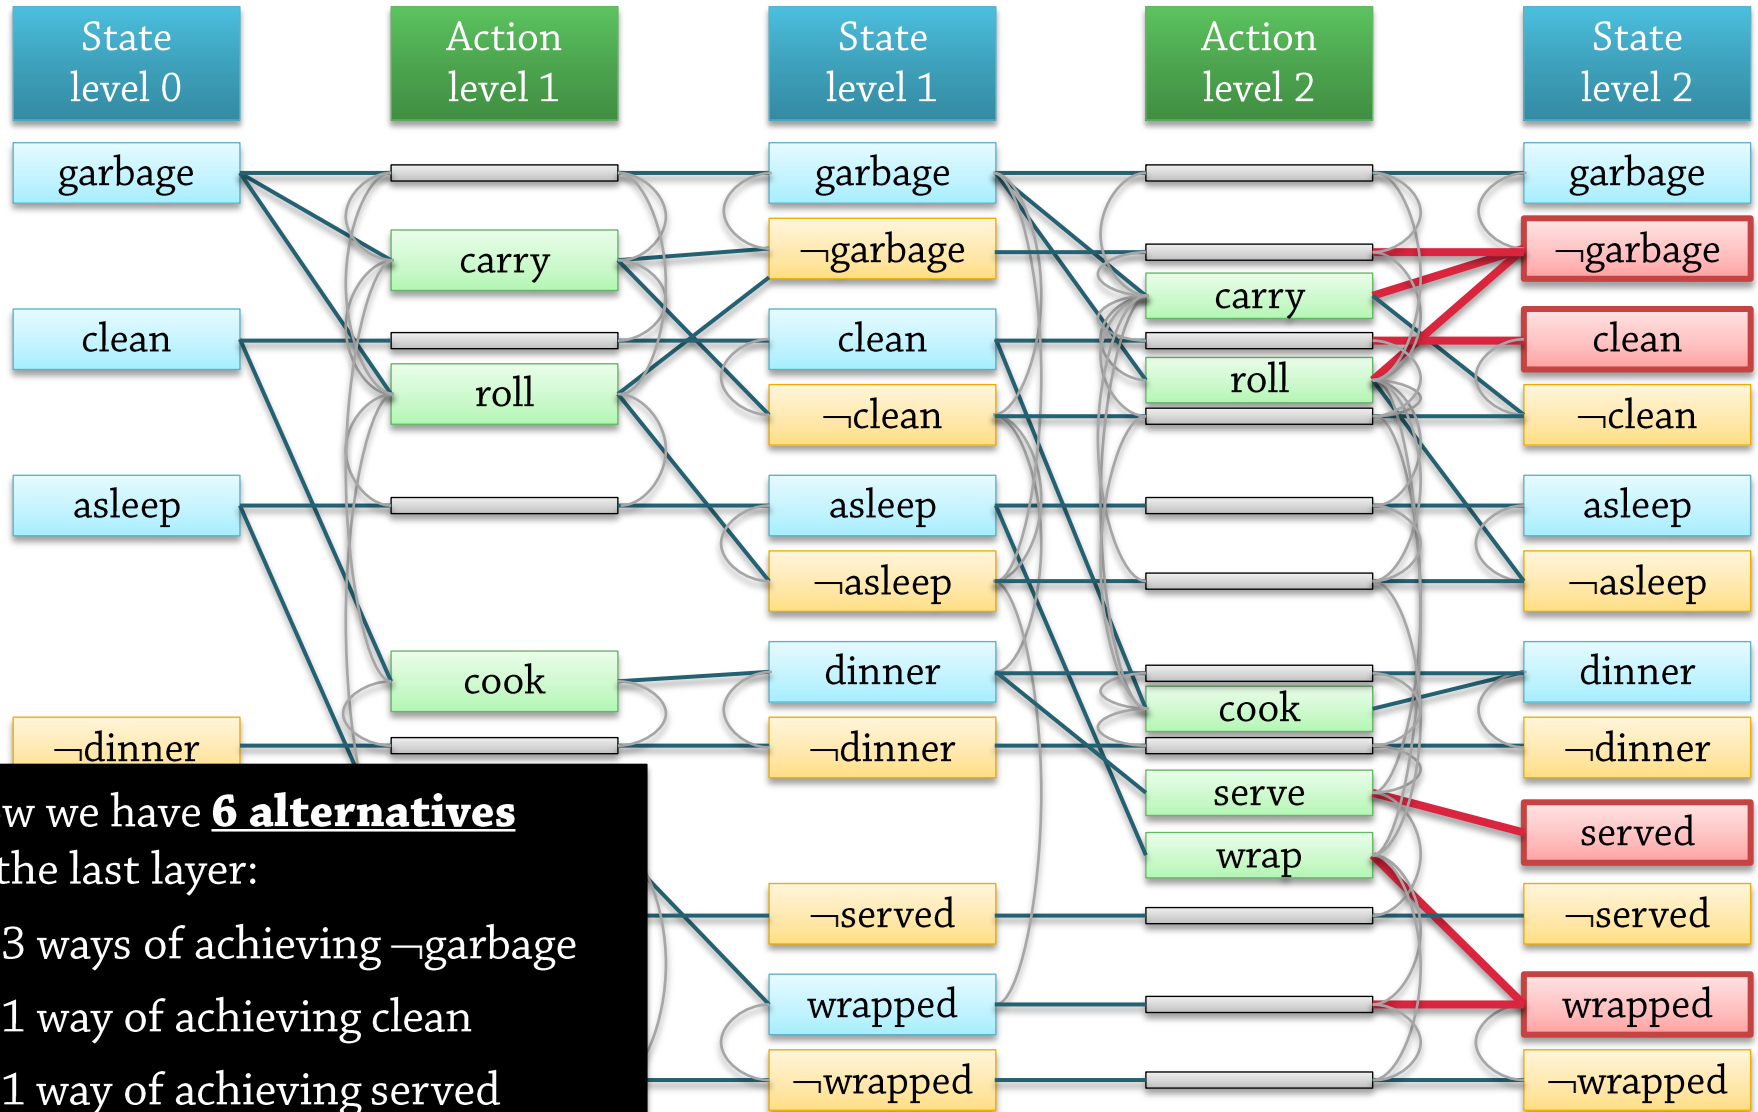 State level 0
Action level 1
State level 1
Action level 2
State level 2
garbage
clean
asleep
¬dinner
carry
roll
cook
garbage
¬garbage
clean
¬clean
asleep
¬asleep
dinner
¬dinner
¬served
wrapped
¬wrapped
carry
roll
cook
serve
wrap
garbage
¬garbage
clean
¬clean
asleep
¬asleep
dinner
¬dinner
served
¬served
wrapped
¬wrapped
we have 6 alternatives
the last layer:
3 ways of achieving ¬garbage
1 way of achieving clean
1 way of achieving served